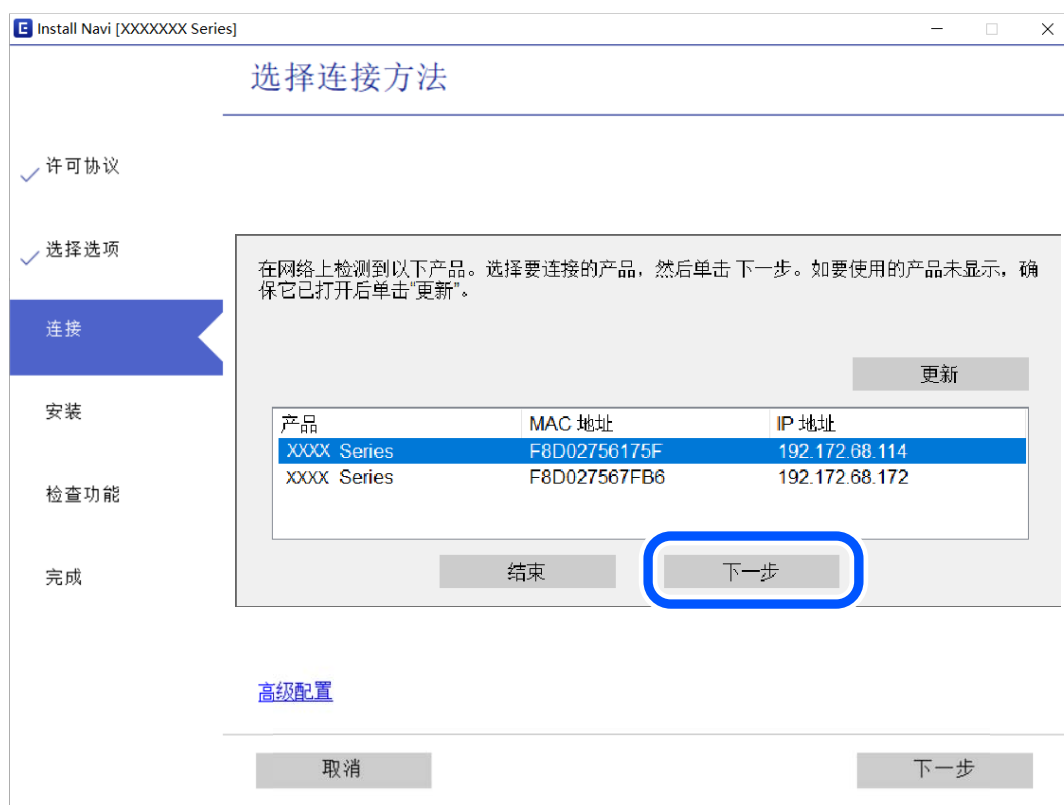 E Install Navi [XXXXXXX Series]
选择连接方法
许可协议
选择选项
连接
安装
检查功能
完成
在网络上检测到以下产品。选择要连接的产品，然后单击 下一步。如要使用的产品未显示，确
保它已打开后单击"更新"。
更新
产品 MAC 地址 IP 地址
XXXX Series F8D02756175F 192.172.68.114
XXXX Series F8D027567FB6 192.172.68.172
结束 下一步
高级配置
取消 下一步